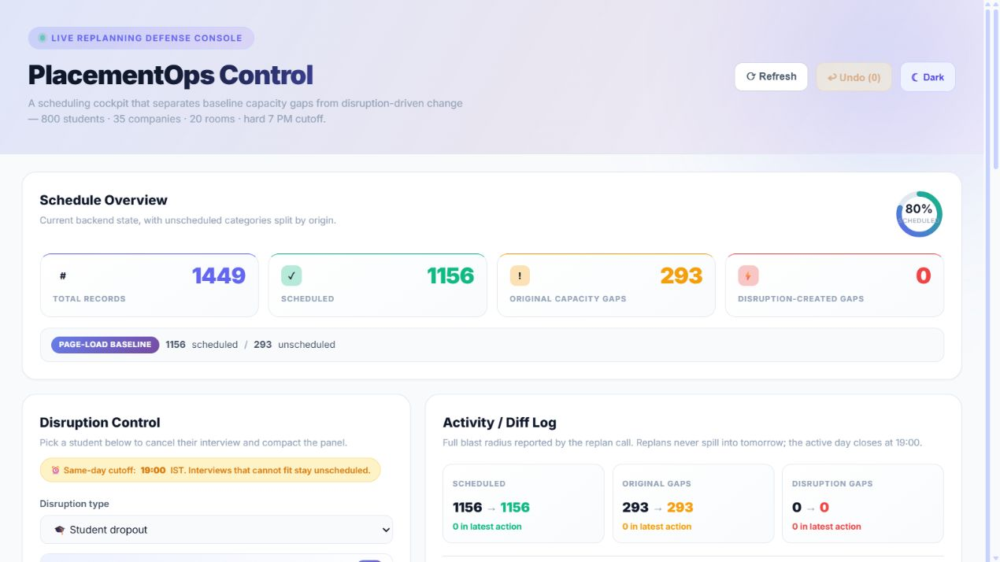 LIVE REPLANNING DEFENSE CONSOLE
PlacementOps Control
A scheduling cockpit that separates baseline capacity gaps from disruption-driven change
— 800 students · 35 companies · 20 rooms · hard 7 PM cutoff.
⟳ Refresh
↩ Undo (0)
☾ Dark
Schedule Overview
Current backend state, with unscheduled categories split by origin.
80%
SCHEDULED
# 1449
TOTAL RECORDS
✓ 1156
SCHEDULED
! 293
ORIGINAL CAPACITY GAPS
0
DISRUPTION-CREATED GAPS
PAGE-LOAD BASELINE 1156 scheduled / 293 unscheduled
Disruption Control
Pick a student below to cancel their interview and compact the panel.
Same-day cutoff: 19:00 IST. Interviews that cannot fit stay unscheduled.
Disruption type
Student dropout
Activity / Diff Log
Full blast radius reported by the replan call. Replans never spill into tomorrow; the active day closes at 19:00.
SCHEDULED
1156 → 1156
0 in latest action
ORIGINAL GAPS
293 → 293
0 in latest action
DISRUPTION GAPS
0 → 0
0 in latest action